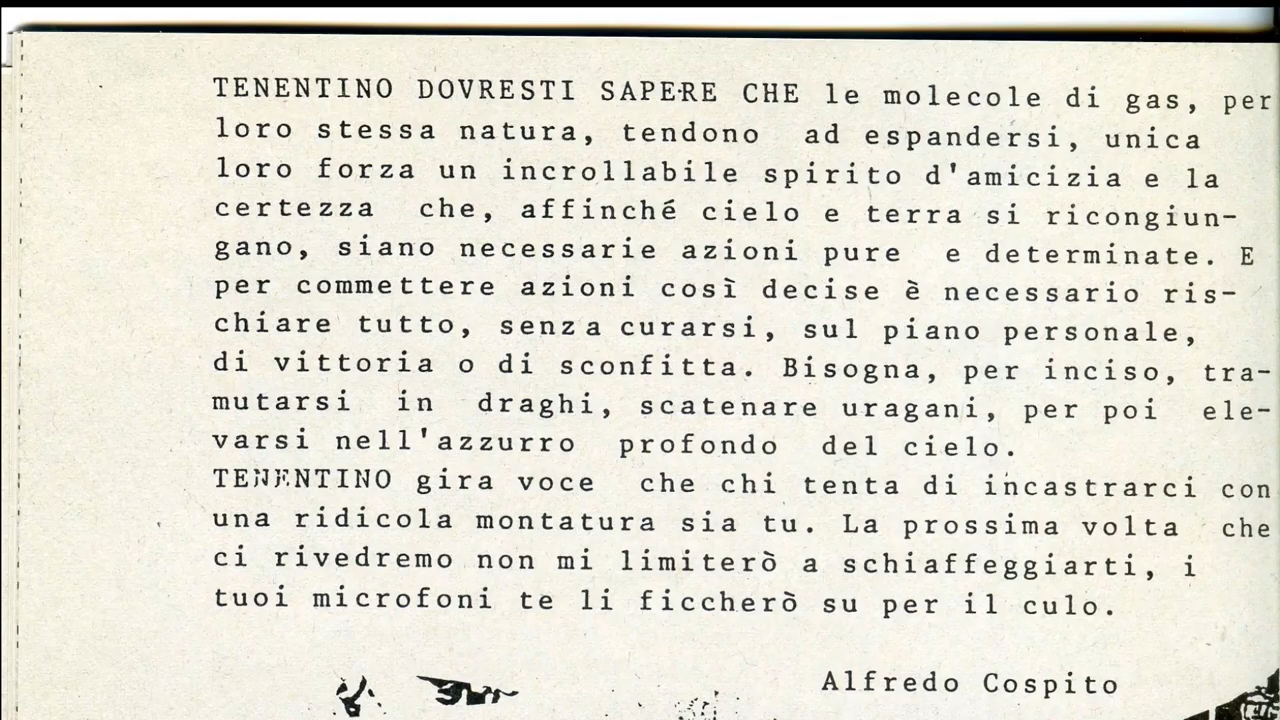 TENENTINO DOVRESTI SAPERE CHE le molecole di gas, per
loro stessa natura, tendono ad espandersi, unica
loro forza un incrollabile spirito d'amicizia e la
certezza che, affinché cielo e terra si ricongiun-
gano, siano necessarie azioni pure e determinate. E
per commettere azioni così decise è necessario ris-
chiare tutto, senza curarsi, sul piano personale,
di vittoria o di sconfitta. Bisogna, per inciso, tra-
mutarsi in draghi, scatenare uragani, per poi ele-
varsi nell'azzurro profondo del cielo.
TENENTINO gira voce che chi tenta di incastrarci con
una ridicola montatura sia tu. La prossima volta che
ci rivedremo non mi limiterò a schiaffeggiarti, i
tuoi microfoni te li ficcherò su per il culo.
Alfredo Cospito